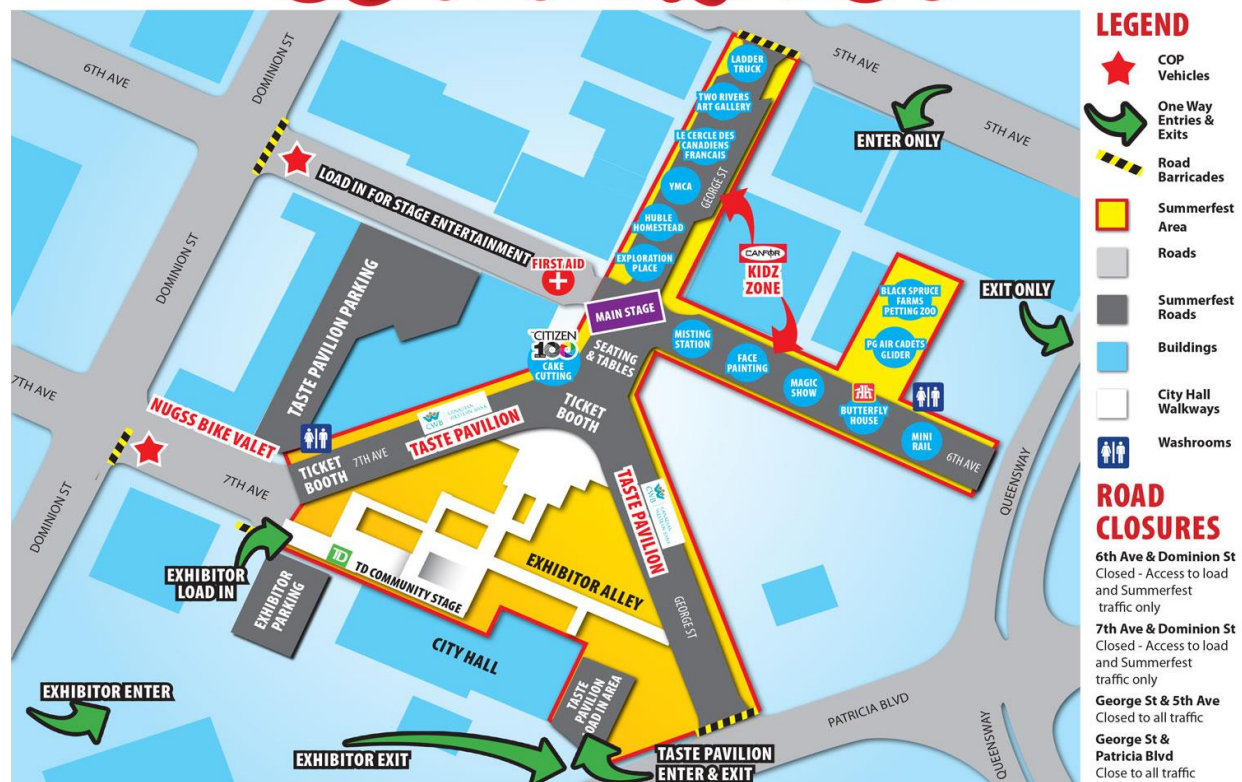 6TH AVE
DOMINION ST
LADDER
TRUCK
5TH AVE
TWO RIVERS
ART GALLERY
ENTER ONLY
5TH AVE
LE CERCLE DES
CANADIENS
FRANCAIS
LOAD IN FOR STAGE ENTERTAINMENT
YMCA
GEORGE ST
HUBLE
HOMESTEAD
DOMINION ST
FIRST AID
EXPLORATION
PLACE
CANFOR
KIDZ
ZONE
BLACK SPRUCE
FARMS
PETTING ZOO
EXIT ONLY
MAIN STAGE
MISTING
STATION
PG AIR CADETS
GLIDER
CITIZEN
100
CAKE
CUTTING
SEATING
& TABLES
FACE
PAINTING
MAGIC
SHOW
BUTTERFLY
HOUSE
MINI
RAIL
6TH AVE
QUEENSWAY
TASTE PAVILION PARKING
7TH AVE
NUGSS BIKE VALET
TICKET
BOOTH
CWB
TASTE PAVILION
TICKET
BOOTH
7TH AVE
7TH AVE
TASTE PAVILION
CWB
DOMINION ST
EXHIBITOR
LOAD IN
TD
TD COMMUNITY STAGE
EXHIBITOR ALLEY
EXHIBITOR
PARKING
GEORGE ST
CITY HALL
EXHIBITOR ENTER
TASTE
PAVILION
LOAD IN AREA
PATRICIA BLVD
EXHIBITOR EXIT
TASTE PAVILION
ENTER & EXIT
QUEENSWAY
LEGEND
COP
Vehicles
One Way
Entries &
Exits
Road
Barricades
Summerfest
Area
Roads
Summerfest
Roads
Buildings
City Hall
Walkways
Washrooms
ROAD
CLOSURES
6th Ave & Dominion St
Closed - Access to load
and Summerfest
traffic only
7th Ave & Dominion St
Closed - Access to load
and Summerfest
traffic only
George St & 5th Ave
Closed to all traffic
George St &
Patricia Blvd
Close to all traffic